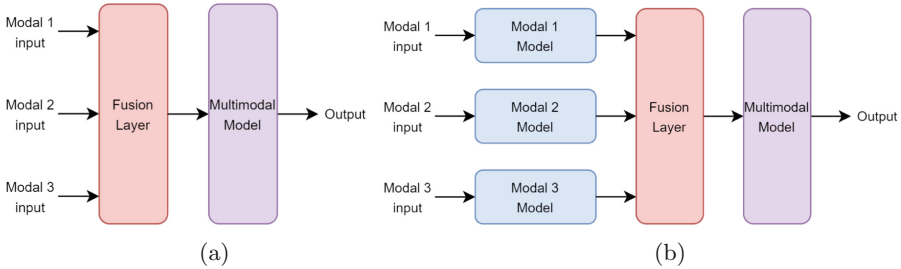 Modal 1
input
Modal 2
input
Modal 3
input
Fusion
Layer
Multimodal
Model
Output
(a)
Modal 1
input
Modal 2
input
Modal 3
input
Modal 1
Model
Modal 2
Model
Modal 3
Model
Fusion
Layer
Multimodal
Model
Output
(b)